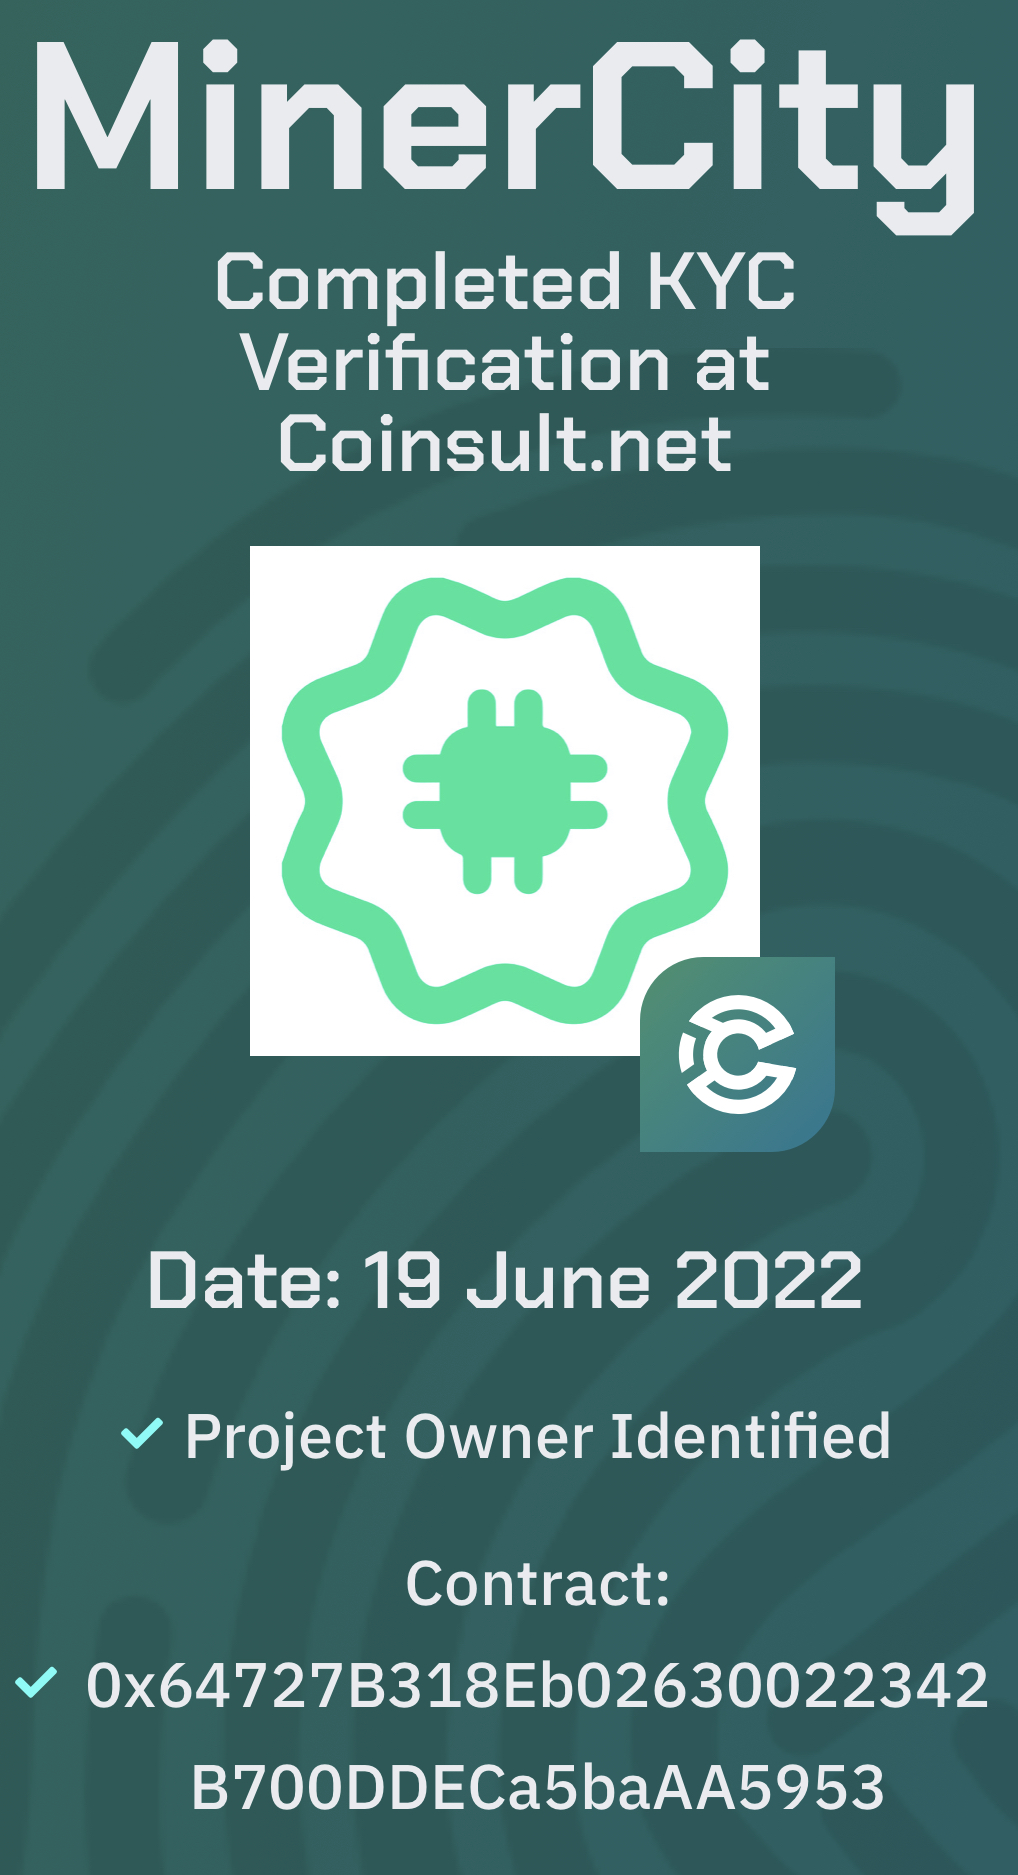 MinerCity
Completed KYC
Verification at
Coinsult.net
Date: 19 June 2022
Project Owner Identified
Contract:
0x64727B318Eb02630022342
B700DDECa5baAA5953